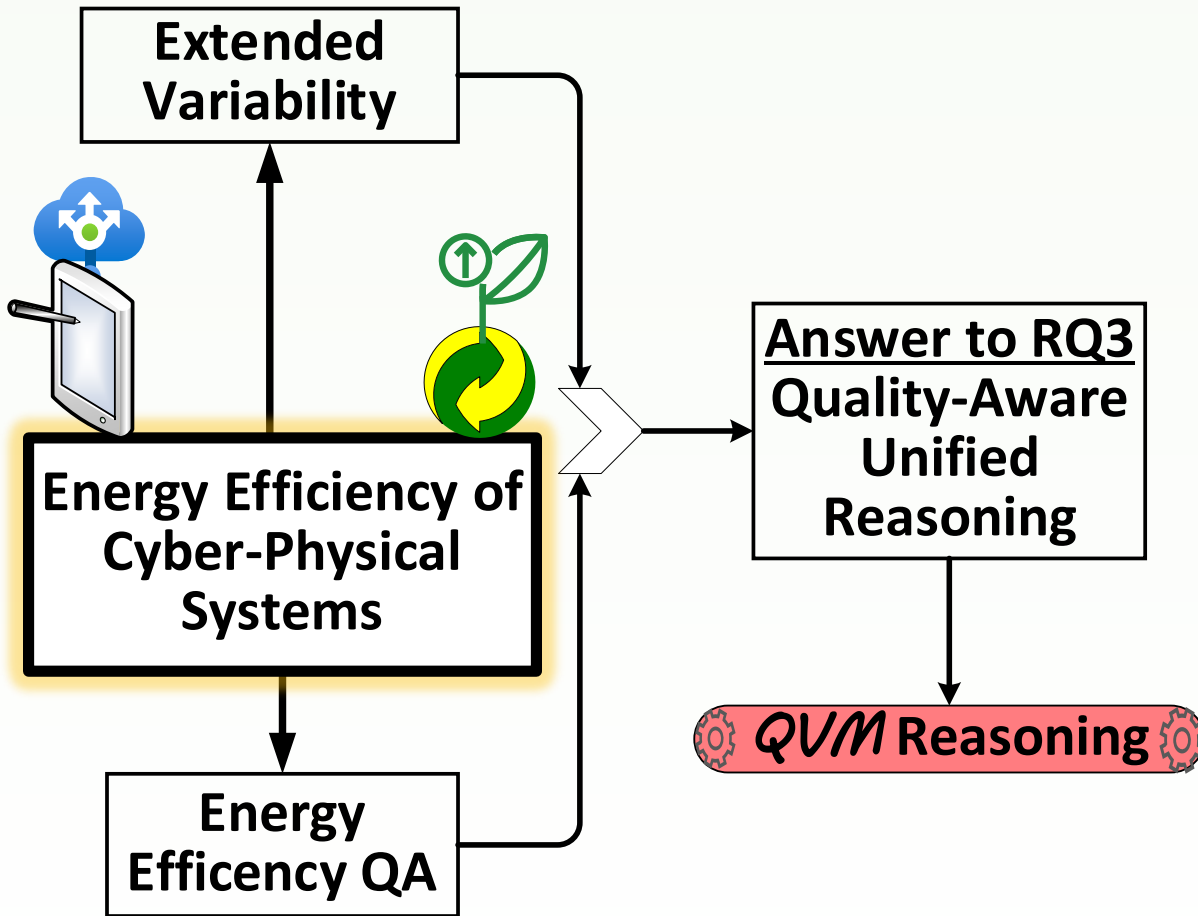 Extended
Variability
Energy Efficiency of
Cyber-Physical
Systems
Energy
Efficency QA
Answer to RQ3
Quality-Aware
Unified
Reasoning
QVM Reasoning